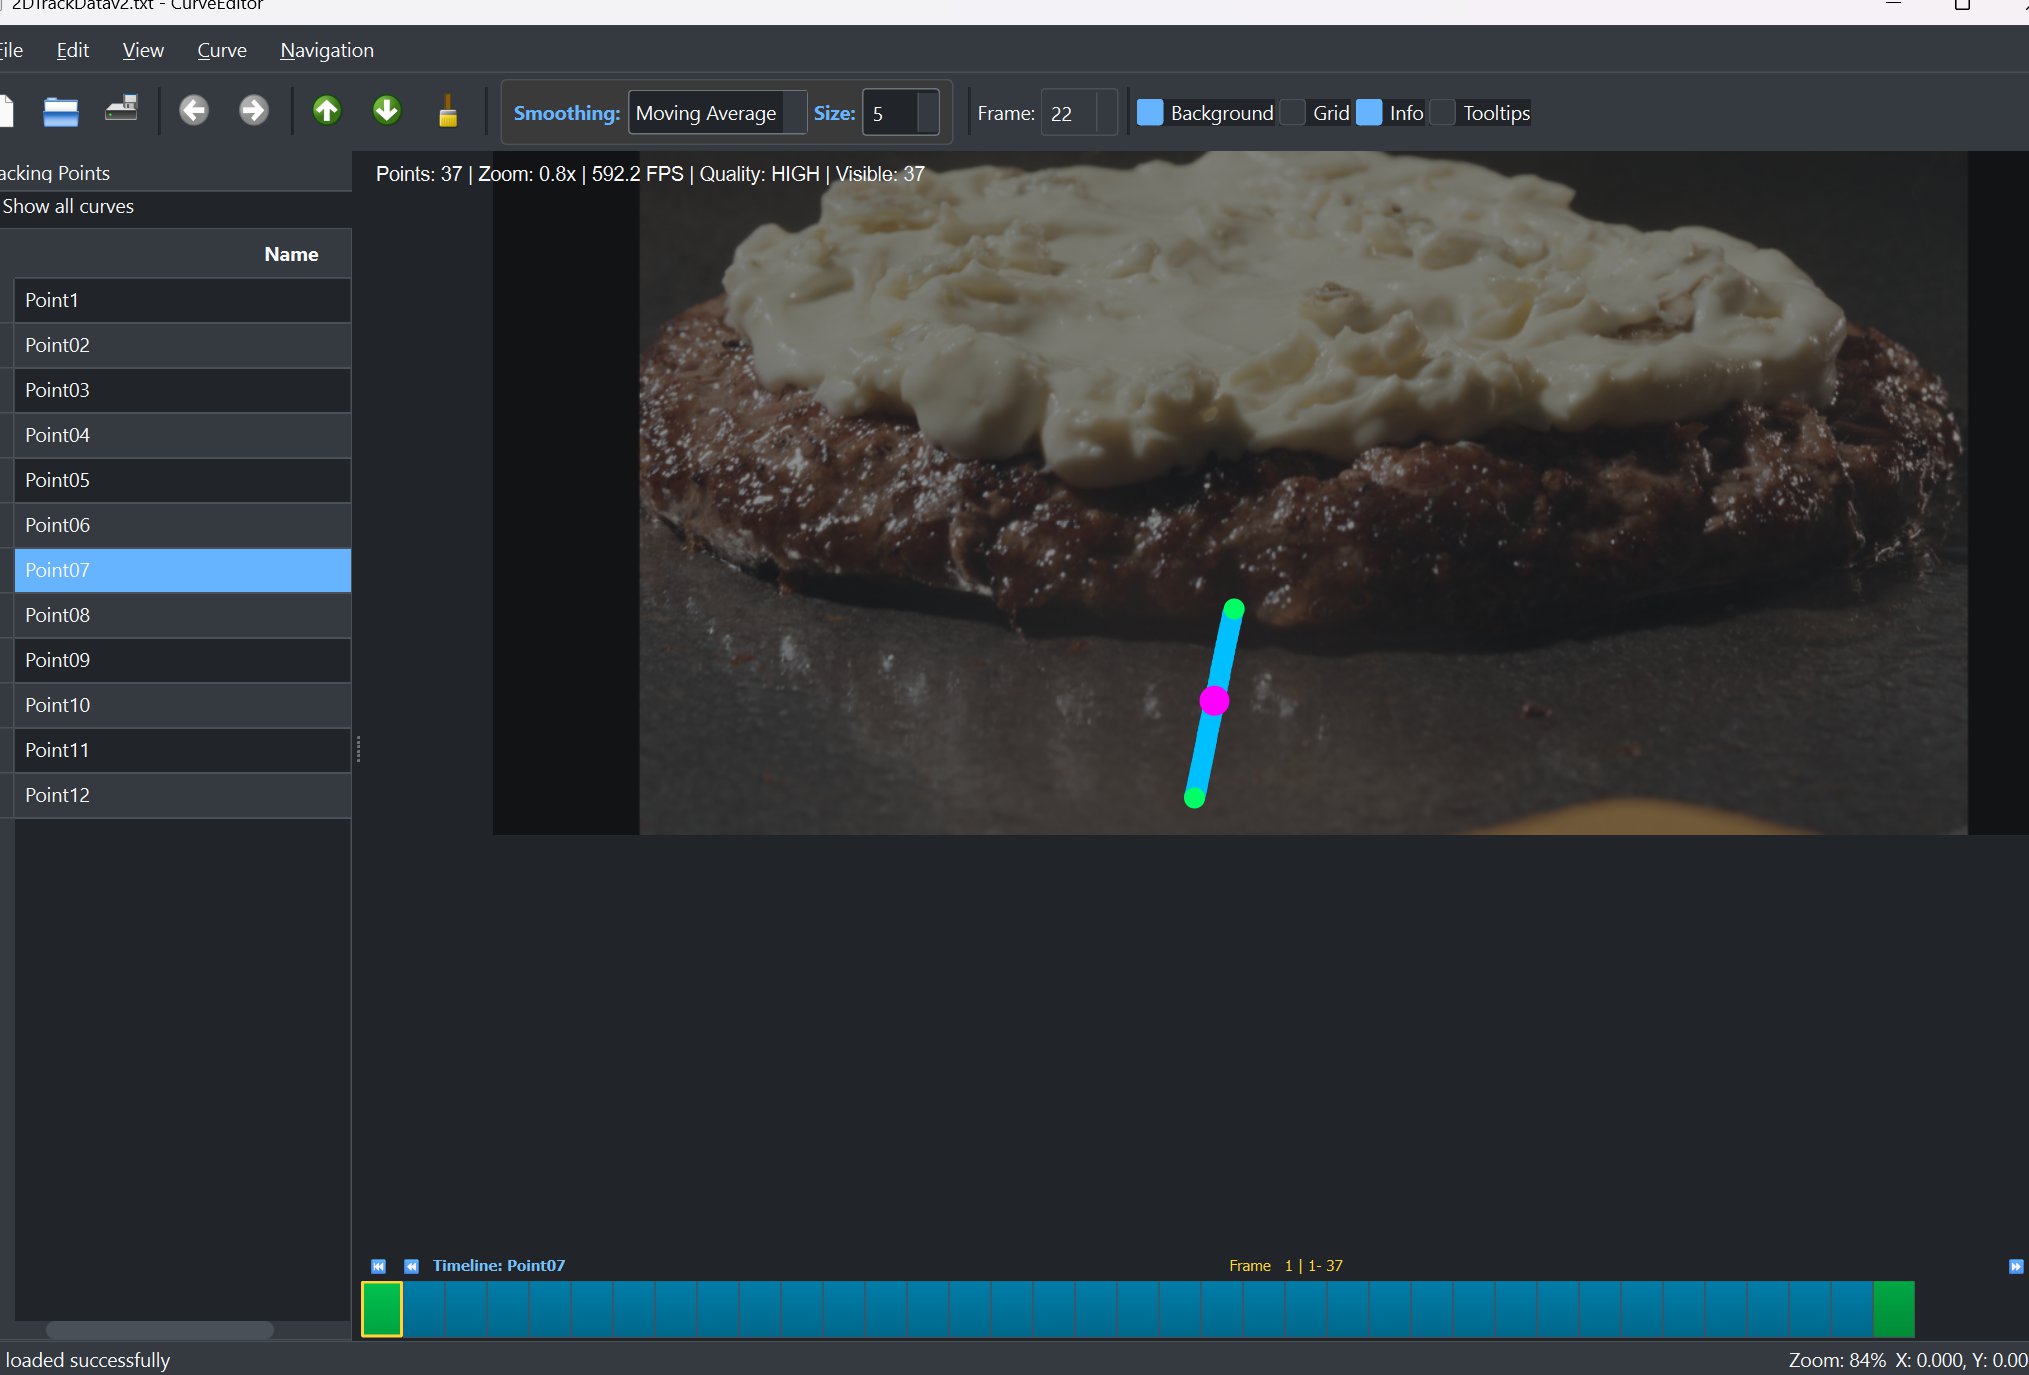 2DTrackDatav2.txt - CurveEditor
File Edit View Curve Navigation
Smoothing: Moving Average Size: 5 Frame: 22 Background Grid Info Tooltips
acking Points
Show all curves
Points: 37 | Zoom: 0.8x | 592.2 FPS | Quality: HIGH | Visible: 37
Name
Point1
Point02
Point03
Point04
Point05
Point06
Point07
Point08
Point09
Point10
Point11
Point12
Timeline: Point07 Frame 1 | 1- 37
loaded successfully Zoom: 84% X: 0.000, Y: 0.00